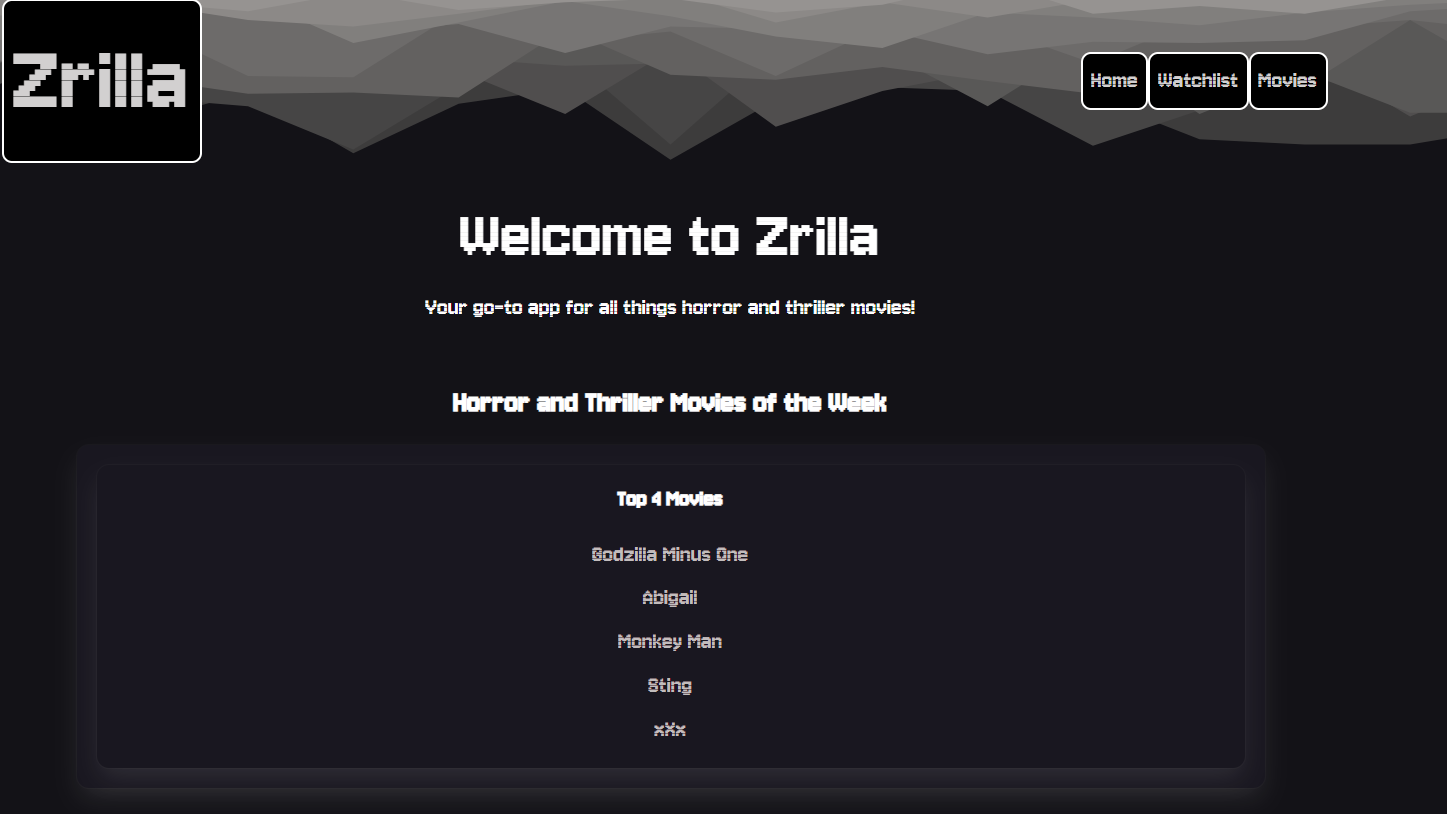 Zrilla
Home Watchlist Movies
Welcome to Zrilla
Your go-to app for all things horror and thriller movies!
Horror and Thriller Movies of the Week
Top 4 Movies
Godzilla Minus One
Abigail
Monkey Man
Sting
xXx